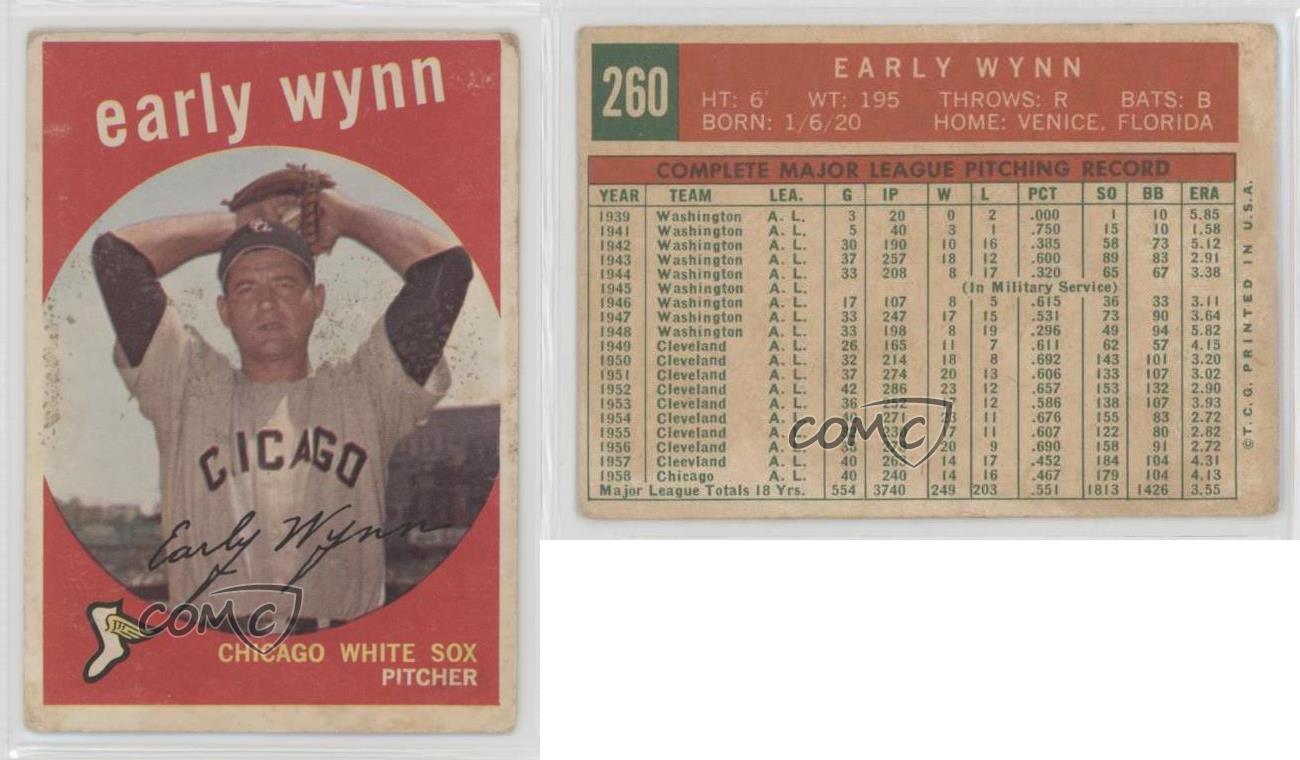 early wynn
CHICAGO
Early Wynn
COMC
CHICAGO WHITE SOX
PITCHER
260
EARLY WYNN
HT: 6' WT: 195 THROWS: R BATS: B
BORN: 1/6/20 HOME: VENICE, FLORIDA
COMPLETE MAJOR LEAGUE PITCHING RECORD
YEAR TEAM LEA. G IP W L PCT SO BB ERA
1939 Washington A. L. 3 20 0 2 .000 1 10 5.85
1941 Washington A. L. 5 40 3 1 .750 15 10 1.58
1942 Washington A. L. 30 190 10 16 .385 58 73 5.12
1943 Washington A. L. 37 257 18 12 .600 89 83 2.91
1944 Washington A. L. 33 208 8 17 .320 65 67 3.38
1945 Washington A. L. (In Military Service)
1946 Washington A. L. 17 107 8 5 .615 36 33 3.11
1947 Washington A. L. 33 247 17 15 .531 73 90 3.64
1948 Washington A. L. 33 198 8 19 .296 49 94 5.82
1949 Cleveland A. L. 26 165 11 7 .611 62 57 4.15
1950 Cleveland A. L. 32 214 18 8 .692 143 101 3.20
1951 Cleveland A. L. 37 274 20 13 .606 133 107 3.02
1952 Cleveland A. L. 42 286 23 12 .657 153 132 2.90
1953 Cleveland A. L. 36 252 12 .586 138 107 3.93
1954 Cleveland A. L. 40 271 11 .676 155 83 2.72
1955 Cleveland A. L. 11 .607 122 80 2.82
1956 Cleveland A. L. 20 9 .690 158 91 2.72
1957 Cleevland A. L. 40 263 14 17 .452 184 104 4.31
1958 Chicago A. L. 40 240 14 16 .467 179 104 4.13
Major League Totals 18 Yrs. 554 3740 249 203 .551 1813 1426 3.55
COMC
©T.C.G. PRINTED IN U.S.A.